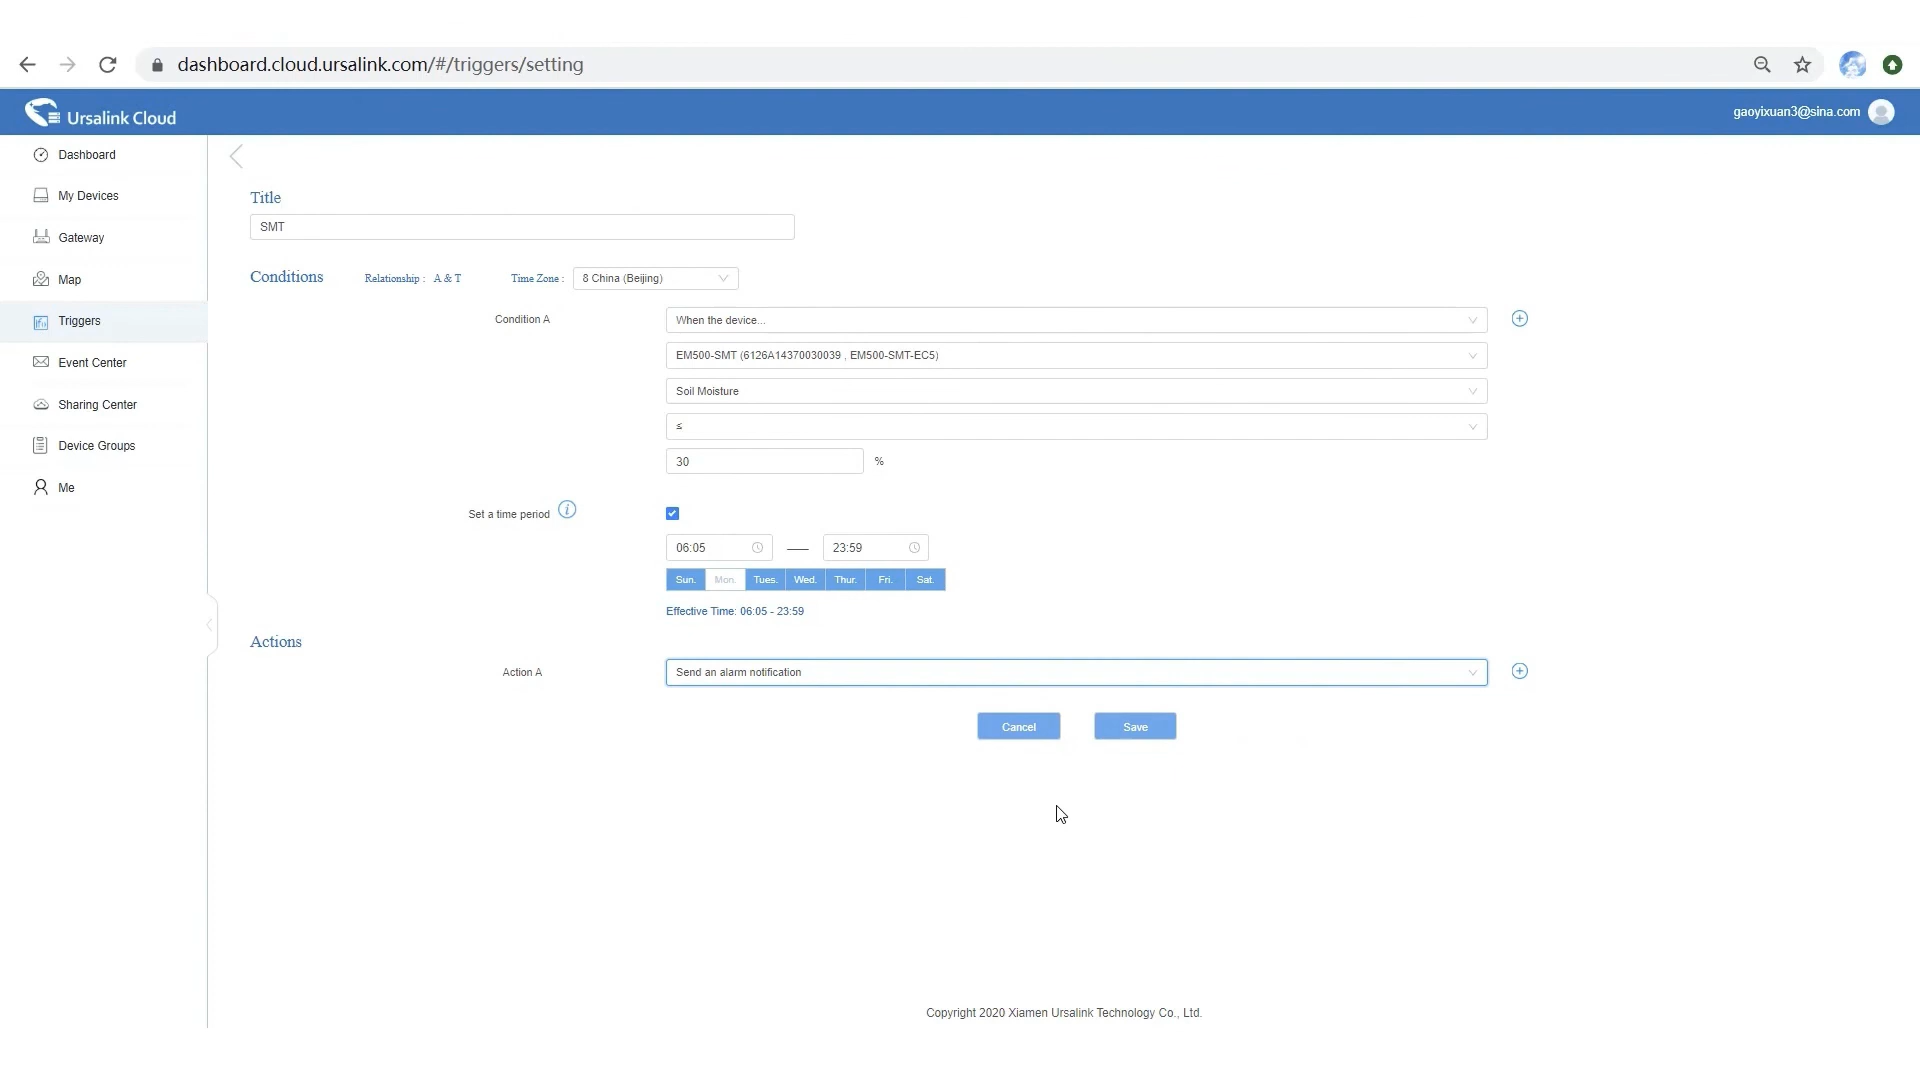 dashboard.cloud.ursalink.com/#/triggers/setting
Ursalink Cloud
gaoyixuan3@sina.com
Dashboard
My Devices
Gateway
Map
Triggers
Event Center
Sharing Center
Device Groups
Me
Title
SMT
Conditions
Relationship : A & T
Time Zone :
8 China (Beijing)
Condition A
When the device...
EM500-SMT (6126A14370030039 , EM500-SMT-EC5)
Soil Moisture
≤
30
%
Set a time period
06:05
23:59
Sun. Mon. Tues. Wed. Thur. Fri. Sat.
Effective Time: 06:05 - 23:59
Actions
Action A
Send an alarm notification
Cancel
Save
Copyright 2020 Xiamen Ursalink Technology Co., Ltd.